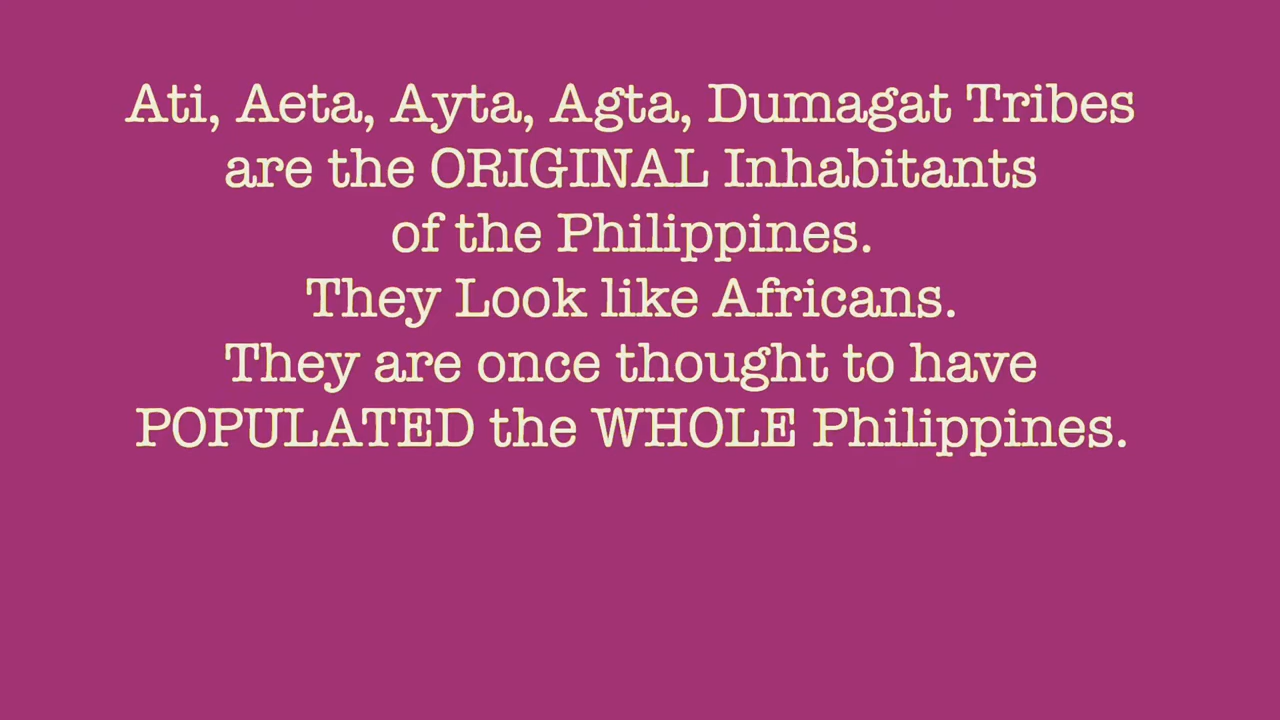 Ati, Aeta, Ayta, Agta, Dumagat Tribes
are the ORIGINAL Inhabitants
of the Philippines.
They Look like Africans.
They are once thought to have
POPULATED the WHOLE Philippines.